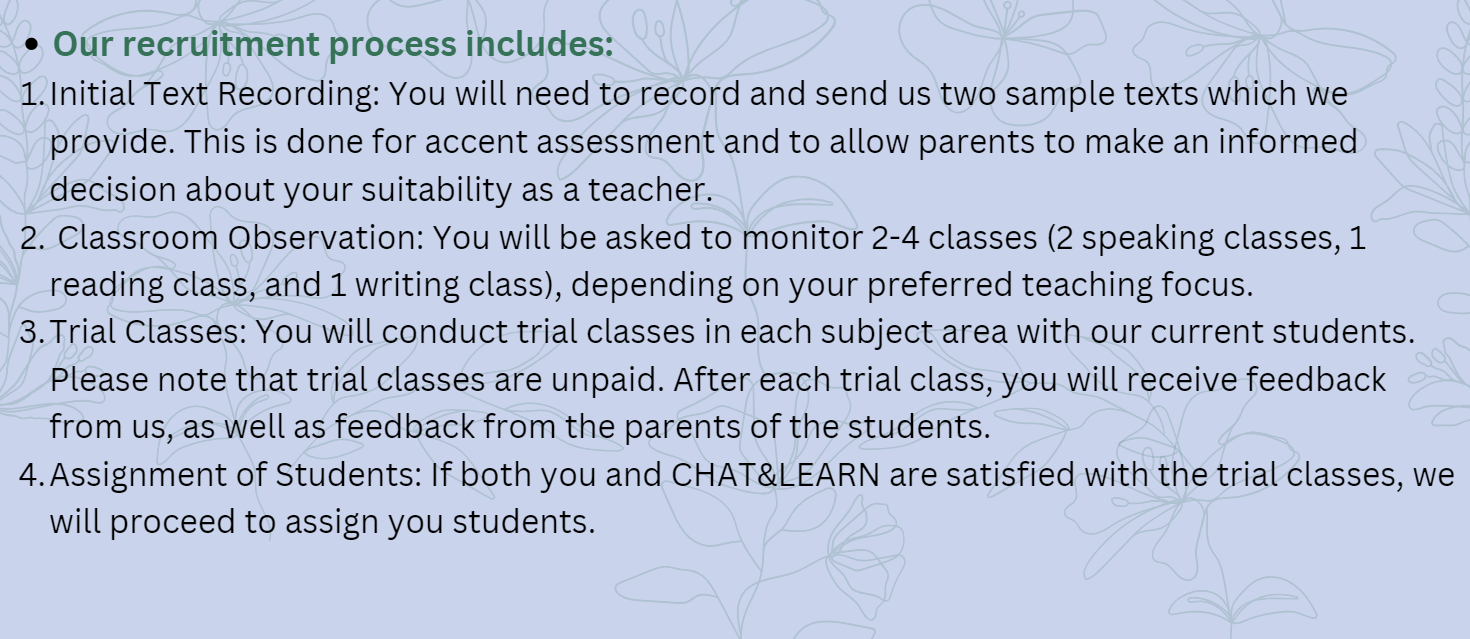 • Our recruitment process includes:
1. Initial Text Recording: You will need to record and send us two sample texts which we
provide. This is done for accent assessment and to allow parents to make an informed
decision about your suitability as a teacher.
2. Classroom Observation: You will be asked to monitor 2-4 classes (2 speaking classes, 1
reading class, and 1 writing class), depending on your preferred teaching focus.
3. Trial Classes: You will conduct trial classes in each subject area with our current students.
Please note that trial classes are unpaid. After each trial class, you will receive feedback
from us, as well as feedback from the parents of the students.
4. Assignment of Students: If both you and CHAT&LEARN are satisfied with the trial classes, we
will proceed to assign you students.